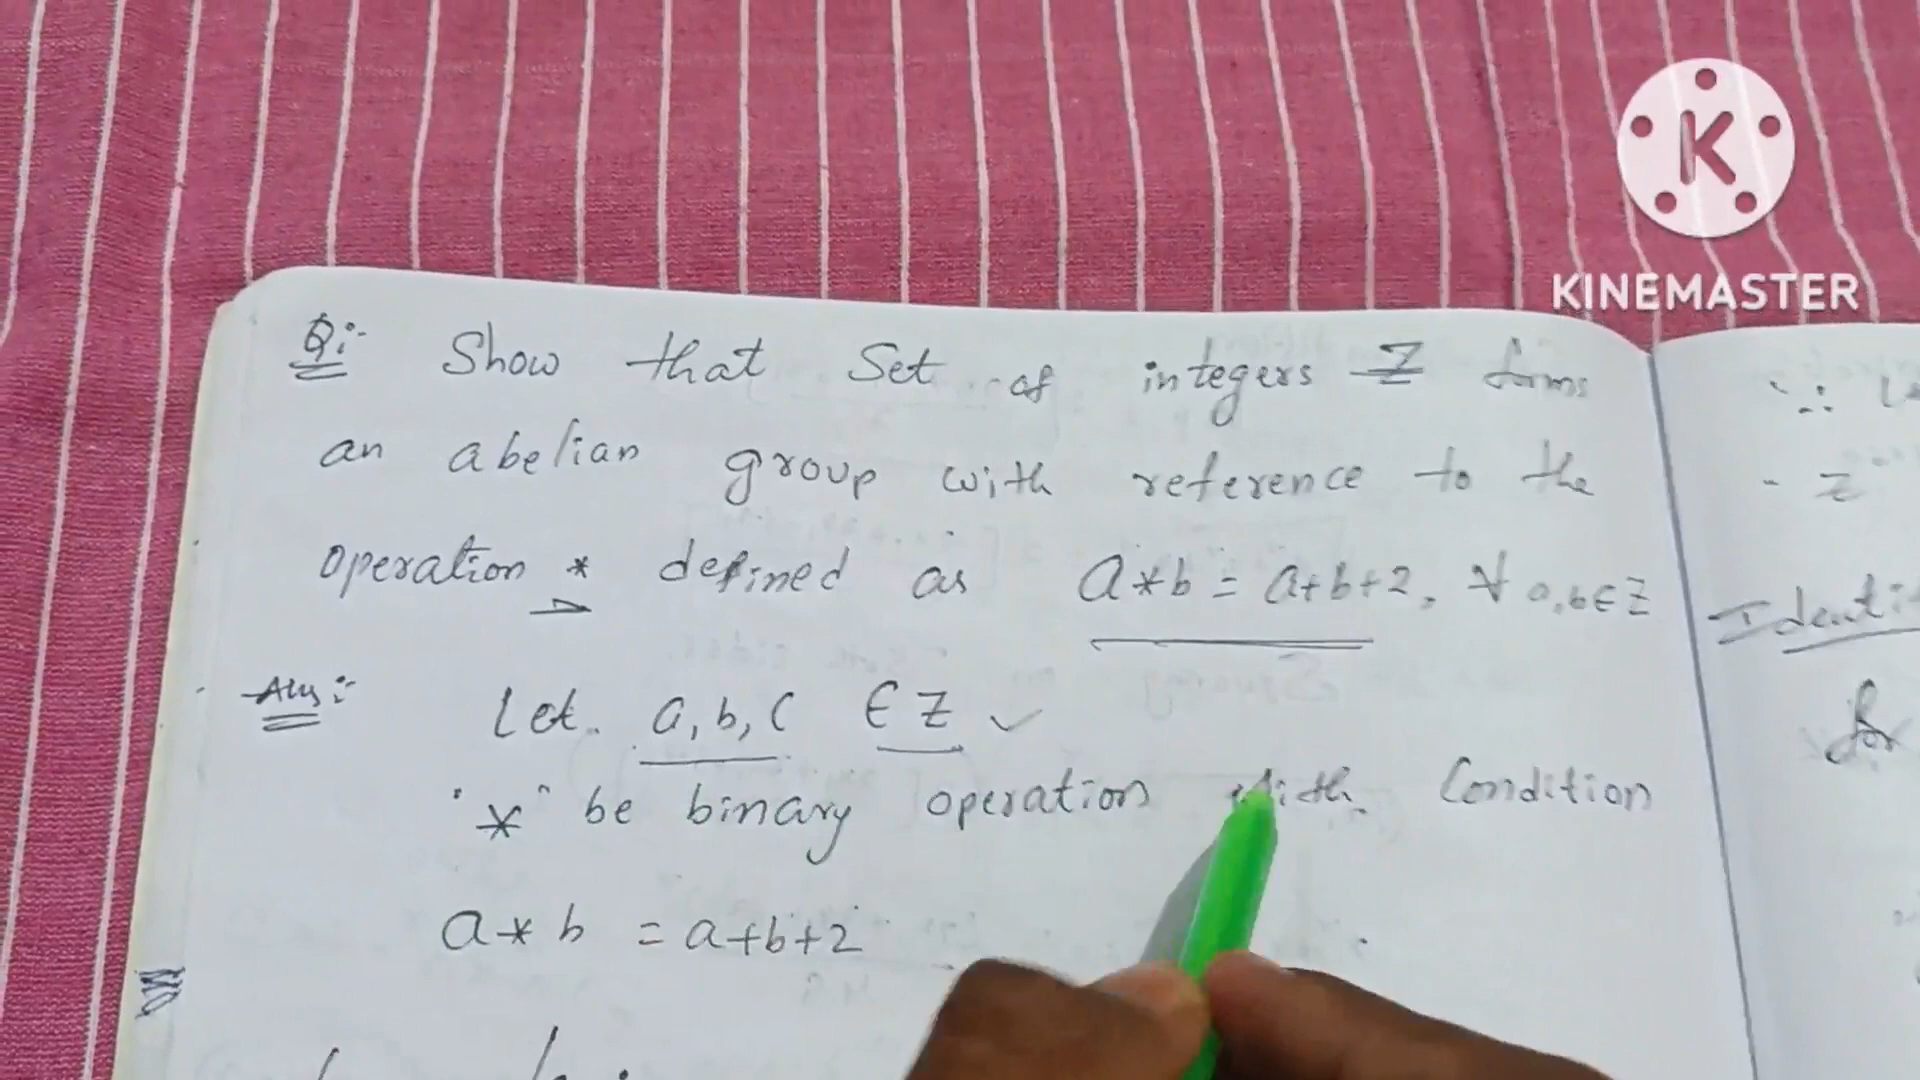 K
KINEMASTER
Q:- Show that Set of integers Z forms
an abelian group with reference to the
operation * defined as a*b = a+b+2, ∀ a,b∈Z
Ans:- Let. a, b, c ∈ Z ✓
"*" be binary operation with Condition
a*b = a+b+2
∴
- Z
Identi
for